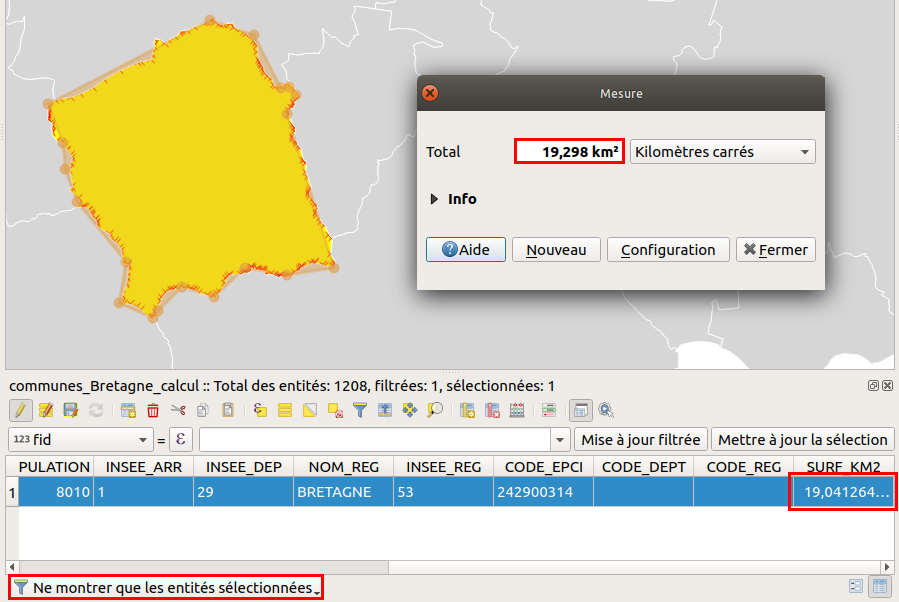 Mesure
Total 19,298 km² Kilomètres carrés
Info
Aide Nouveau Configuration Fermer
communes_Bretagne_calcul :: Total des entités: 1208, filtrées: 1, sélectionnées: 1
123 fid = ε Mise à jour filtrée Mettre à jour la sélection
PULATION INSEE_ARR INSEE_DEP NOM_REG INSEE_REG CODE_EPCI CODE_DEPT CODE_REG SURF_KM2
1 8010 1 29 BRETAGNE 53 242900314 19,041264…
Ne montrer que les entités sélectionnées